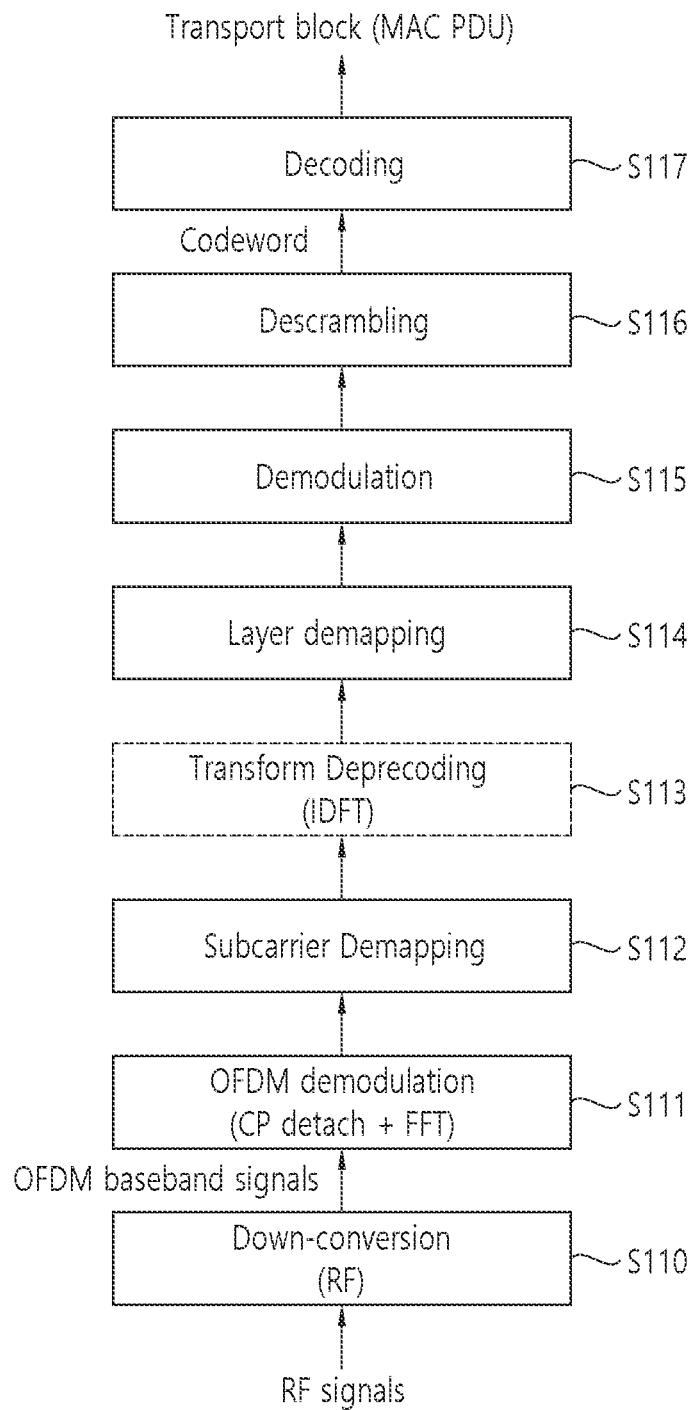 Transport block (MAC PDU)
Decoding
S117
Codeword
Descrambling
S116
Demodulation
S115
Layer demapping
S114
Transform Deprecoding
(IDFT)
S113
Subcarrier Demapping
S112
OFDM demodulation
(CP detach + FFT)
S111
OFDM baseband signals
Down-conversion
(RF)
S110
RF signals